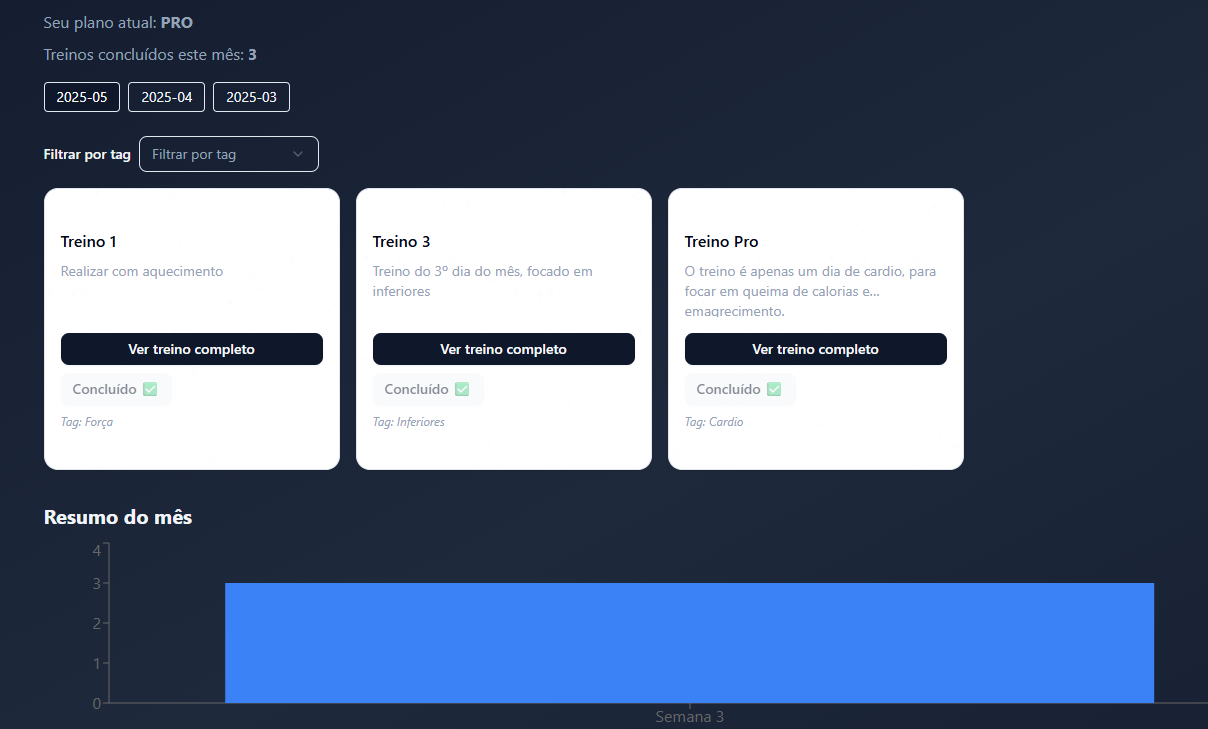 Seu plano atual: PRO
Treinos concluídos este mês: 3
2025-05 2025-04 2025-03
Filtrar por tag Filtrar por tag
Treino 1
Realizar com aquecimento
Ver treino completo
Concluído ✅
Tag: Força
Treino 3
Treino do 3º dia do mês, focado em
inferiores
Ver treino completo
Concluído ✅
Tag: Inferiores
Treino Pro
O treino é apenas um dia de cardio, para
focar em queima de calorias e...
emagrecimento.
Ver treino completo
Concluído ✅
Tag: Cardio
Resumo do mês
4
3
2
1
0
Semana 3